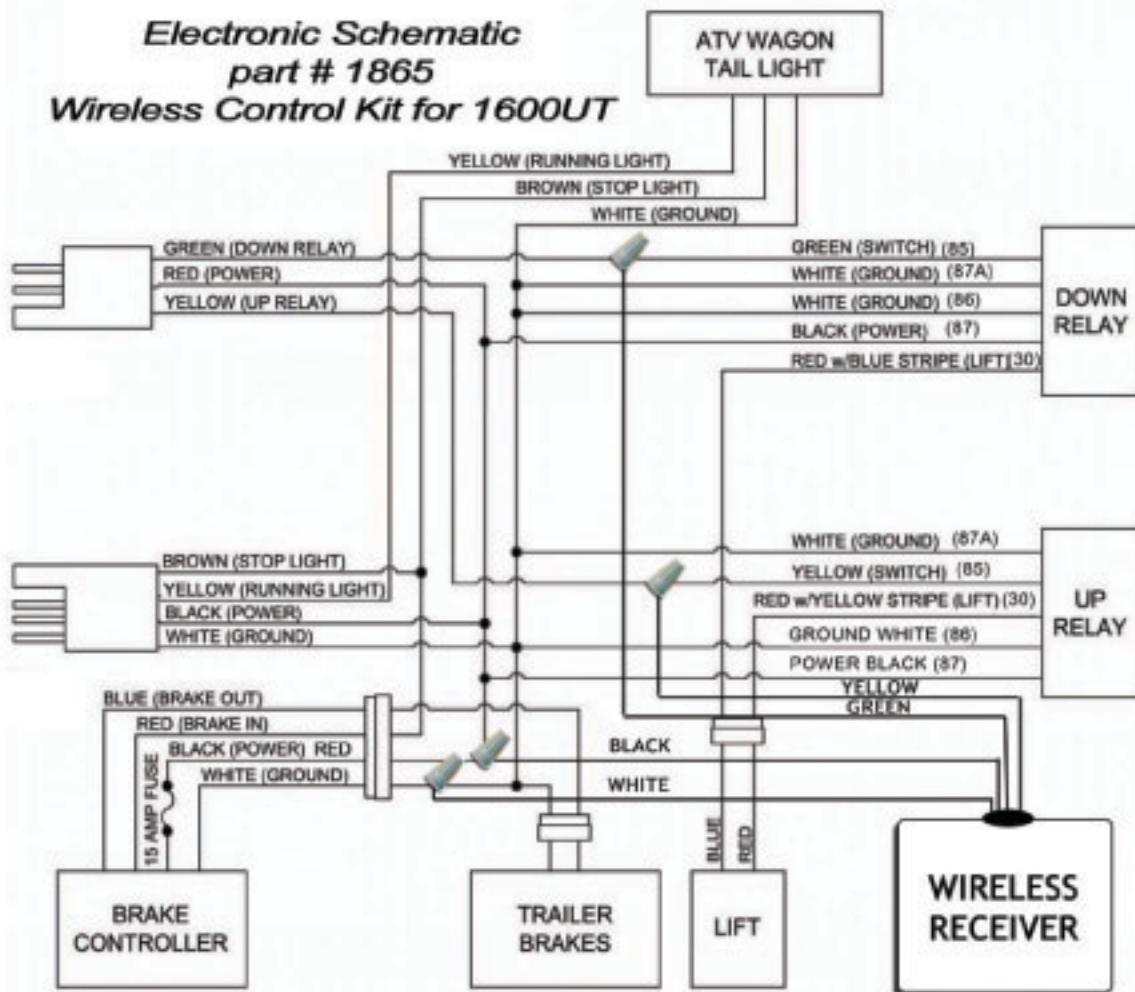 Electronic Schematic
part # 1865
Wireless Control Kit for 1600UT
ATV WAGON
TAIL LIGHT
YELLOW (RUNNING LIGHT)
BROWN (STOP LIGHT)
WHITE (GROUND)
GREEN (DOWN RELAY)
RED (POWER)
YELLOW (UP RELAY)
GREEN (SWITCH) (85)
WHITE (GROUND) (87A)
WHITE (GROUND) (86)
BLACK (POWER) (87)
RED w/BLUE STRIPE (LIFT)(30)
DOWN
RELAY
BROWN (STOP LIGHT)
YELLOW (RUNNING LIGHT)
BLACK (POWER)
WHITE (GROUND)
WHITE (GROUND) (87A)
YELLOW (SWITCH) (85)
RED w/YELLOW STRIPE (LIFT) (30)
GROUND WHITE (86)
POWER BLACK (87)
UP
RELAY
YELLOW
GREEN
BLUE (BRAKE OUT)
RED (BRAKE IN)
BLACK (POWER) RED
WHITE (GROUND)
15 AMP FUSE
BLACK
WHITE
BLUE
RED
BRAKE
CONTROLLER
TRAILER
BRAKES
LIFT
WIRELESS
RECEIVER